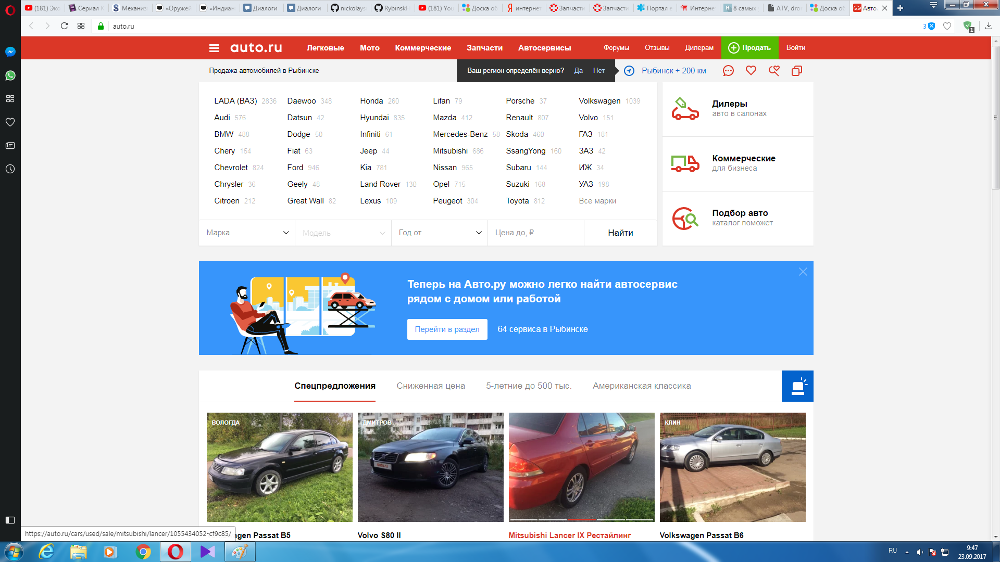 (181) Экс
Сериал К
Механиз
«Оружей
«Индиан
Диалоги
Диалоги
nickolays
RybinskH
(181) You
Доска об
интернет
Запчасти
Запчасти
Портал е
Интерне
8 самых
ATV, dror
Доска об
Авто.
auto.ru
3
1
auto.ru
Легковые
Мото
Коммерческие
Запчасти
Автосервисы
Форумы
Отзывы
Дилерам
Продать
Войти
Продажа автомобилей в Рыбинске
Ваш регион определён верно? Да Нет
Рыбинск + 200 км
LADA (ВАЗ) 2836 Daewoo 348 Honda 260 Lifan 79 Porsche 37 Volkswagen 1039
Audi 576 Datsun 42 Hyundai 835 Mazda 412 Renault 807 Volvo 151
BMW 488 Dodge 50 Infiniti 61 Mercedes-Benz 58 Skoda 460 ГАЗ 181
Chery 154 Fiat 63 Jeep 44 Mitsubishi 686 SsangYong 160 ЗАЗ 42
Chevrolet 824 Ford 946 Kia 781 Nissan 965 Subaru 144 ИЖ 34
Chrysler 36 Geely 48 Land Rover 130 Opel 715 Suzuki 168 УАЗ 198
Citroen 212 Great Wall 82 Lexus 109 Peugeot 304 Toyota 812 Все марки
Марка
Модель
Год от
Цена до, ₽
Найти
Дилеры
авто в салонах
Коммерческие
для бизнеса
Подбор авто
каталог поможет
Теперь на Авто.ру можно легко найти автосервис
рядом с домом или работой
Перейти в раздел
64 сервиса в Рыбинске
Спецпредложения
Сниженная цена
5-летние до 500 тыс.
Американская классика
ВОЛОГДА
ДМИТРОВ
auto.ru
КЛИН
agen Passat B5
Volvo S80 II
Mitsubishi Lancer IX Рестайлинг
Volkswagen Passat B6
https://auto.ru/cars/used/sale/mitsubishi/lancer/1055434052-cf9c85/
RU
9:47
23.09.2017